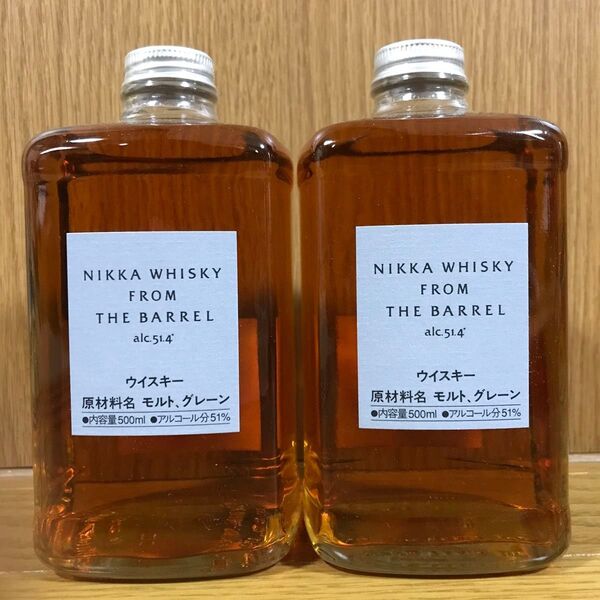 NIKKA WHISKY
FROM
THE BARREL
alc.51.4°
ウイスキー
原材料名 モルト、グレーン
●内容量500ml ●アルコール分51%
NIKKA WHISKY
FROM
THE BARREL
alc.51.4°
ウイスキー
原材料名 モルト、グレーン
●内容量500ml ●アルコール分51%